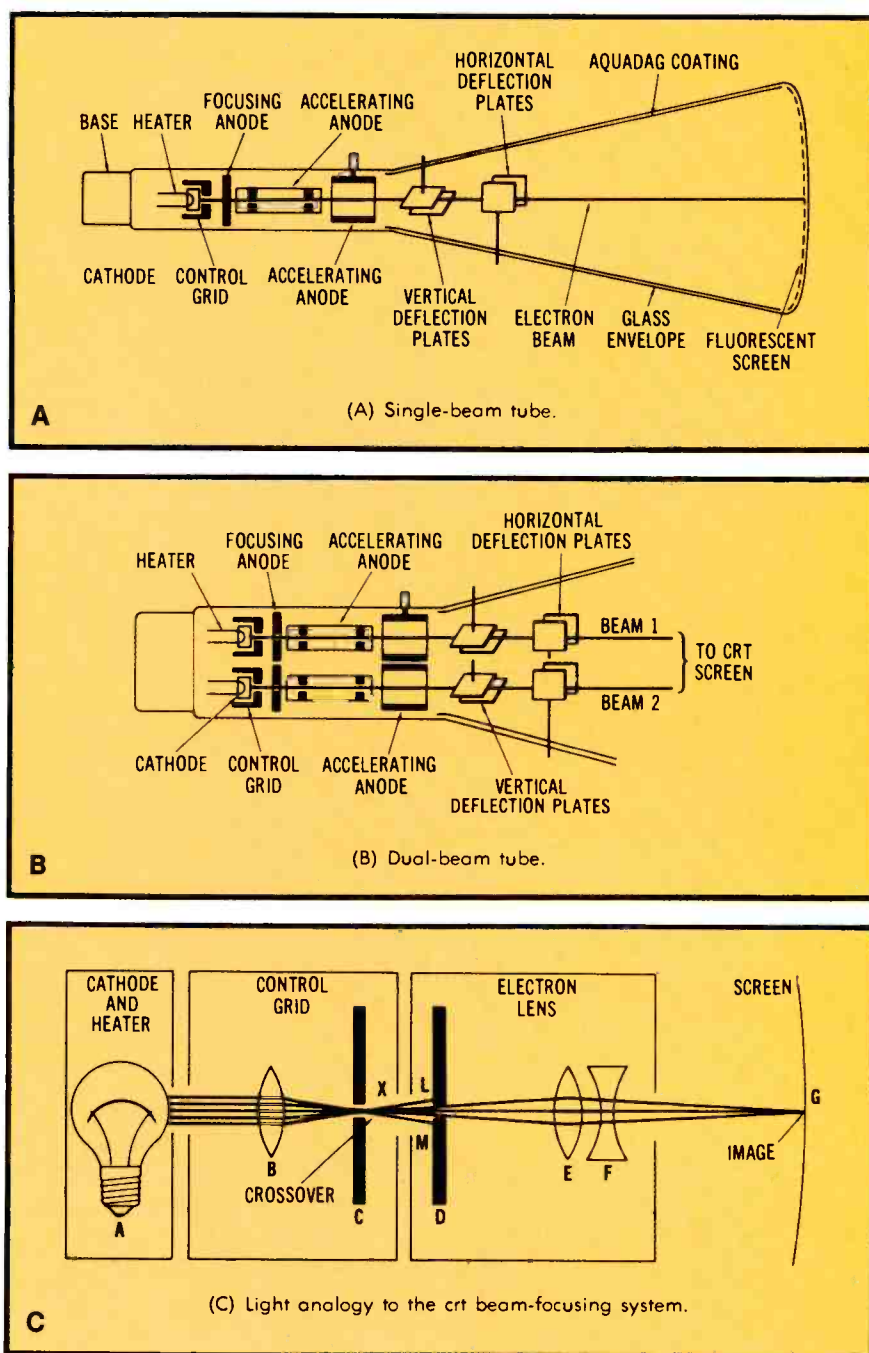 HORIZONTAL
DEFLECTION
PLATES
AQUADAG COATING
FOCUSING
ANODE
ACCELERATING
ANODE
BASE
HEATER
CATHODE
CONTROL
GRID
ACCELERATING
ANODE
VERTICAL
DEFLECTION
PLATES
ELECTRON
BEAM
GLASS
ENVELOPE
FLUORESCENT
SCREEN
A
(A) Single-beam tube.
HORIZONTAL
DEFLECTION PLATES
FOCUSING
ANODE
ACCELERATING
ANODE
HEATER
BEAM 1
TO CRT
SCREEN
BEAM 2
CATHODE
CONTROL
GRID
ACCELERATING
ANODE
VERTICAL
DEFLECTION PLATES
B
(B) Dual-beam tube.
CATHODE
AND
HEATER
CONTROL
GRID
ELECTRON
LENS
SCREEN
X
L
G
M
B
E
F
IMAGE
CROSSOVER
A
C
D
(C) Light analogy to the crt beam-focusing system.
C